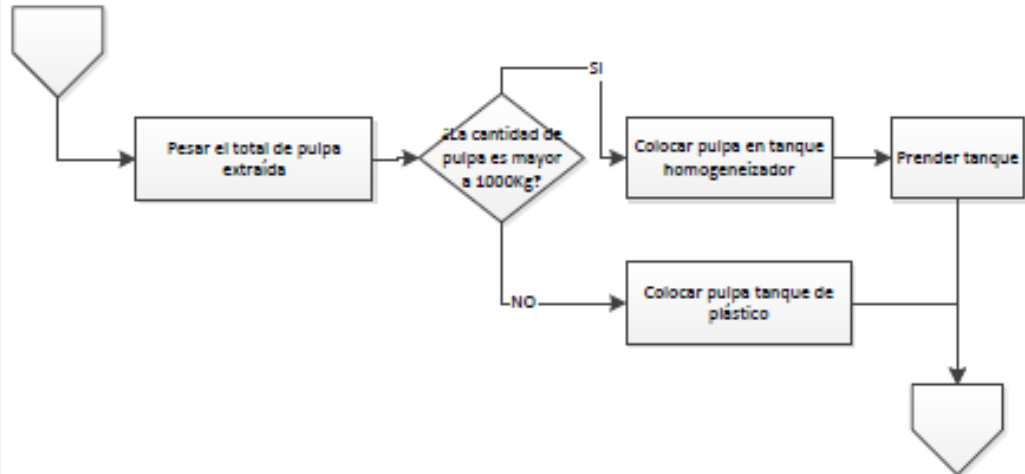 SI
Pesar el total de pulpa
extraída
¿La cantidad de
pulpa es mayor
a 1000Kg?
Colocar pulpa en tanque
homogeneizador
Prender tanque
NO
Colocar pulpa tanque de
plástico